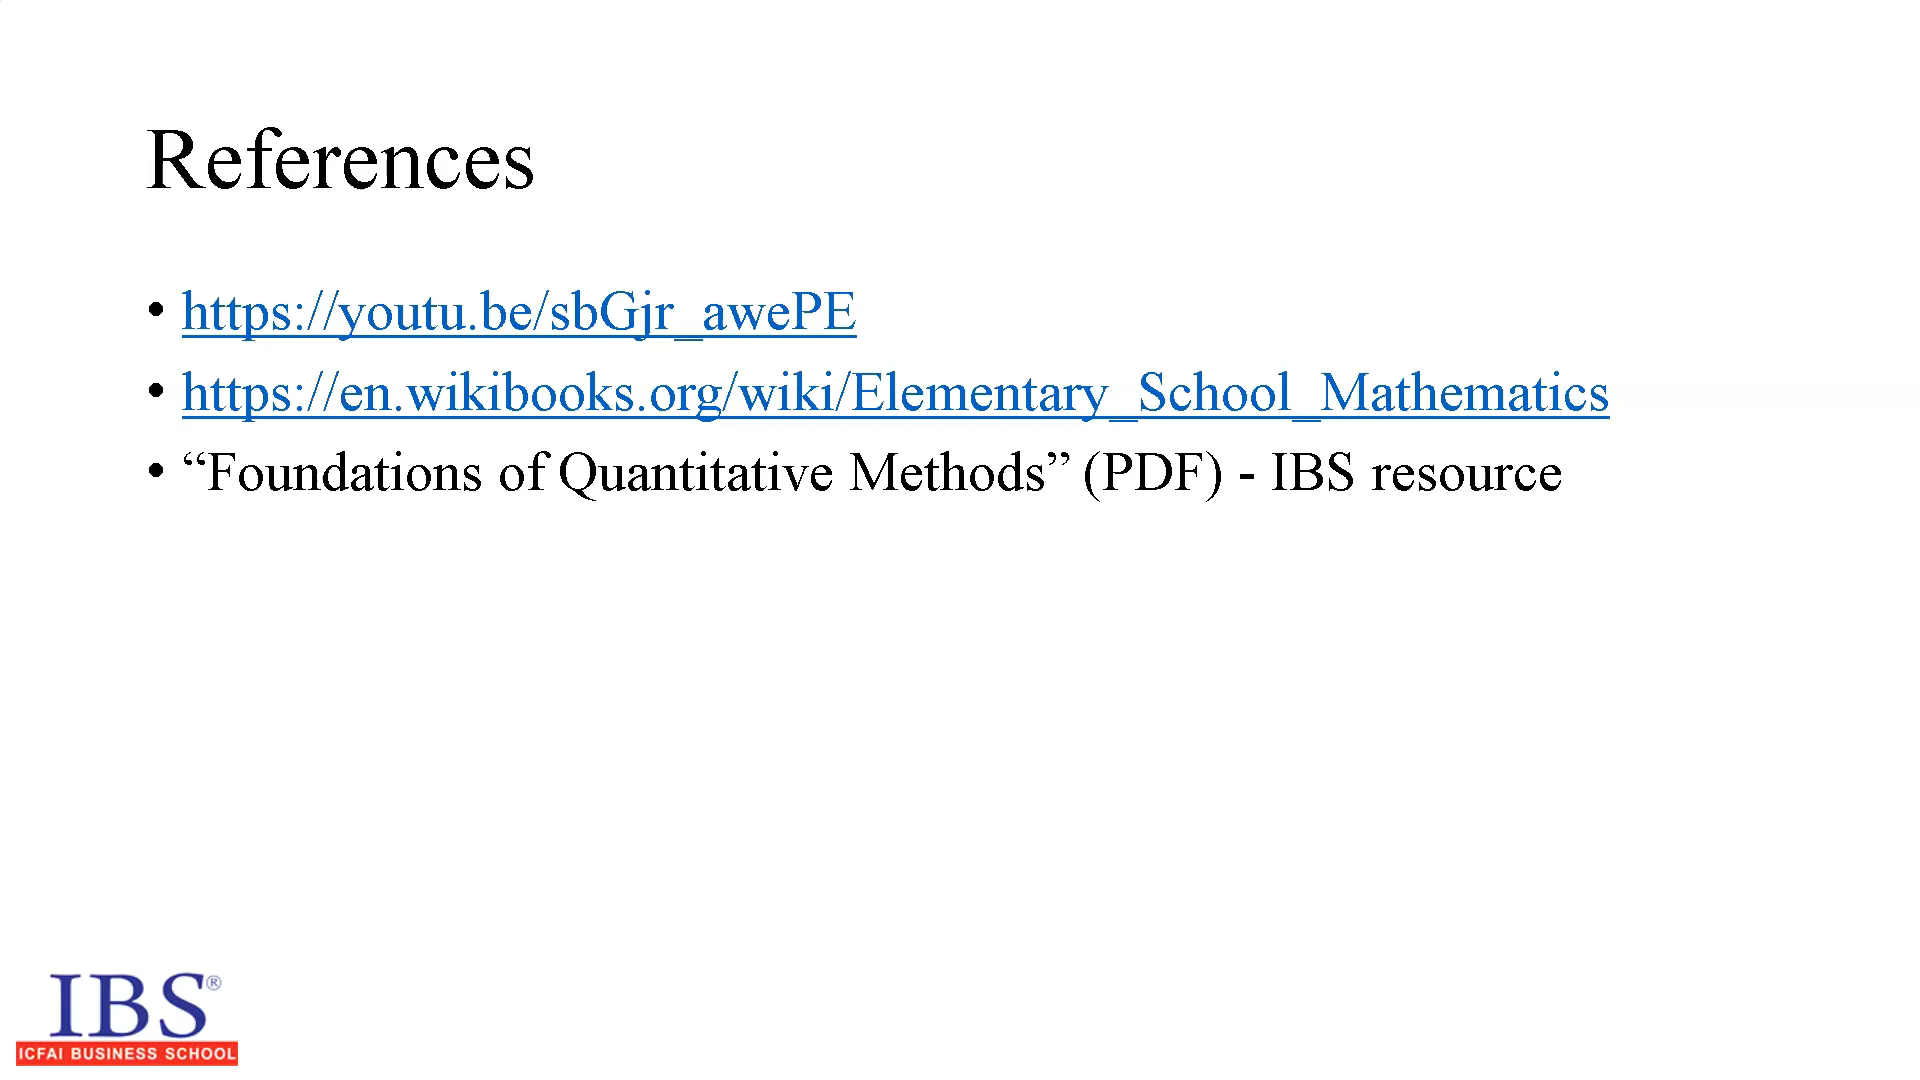 References
• https://youtu.be/sbGjr_awePE
• https://en.wikibooks.org/wiki/Elementary_School_Mathematics
• “Foundations of Quantitative Methods” (PDF) - IBS resource
IBS®
ICFAI BUSINESS SCHOOL